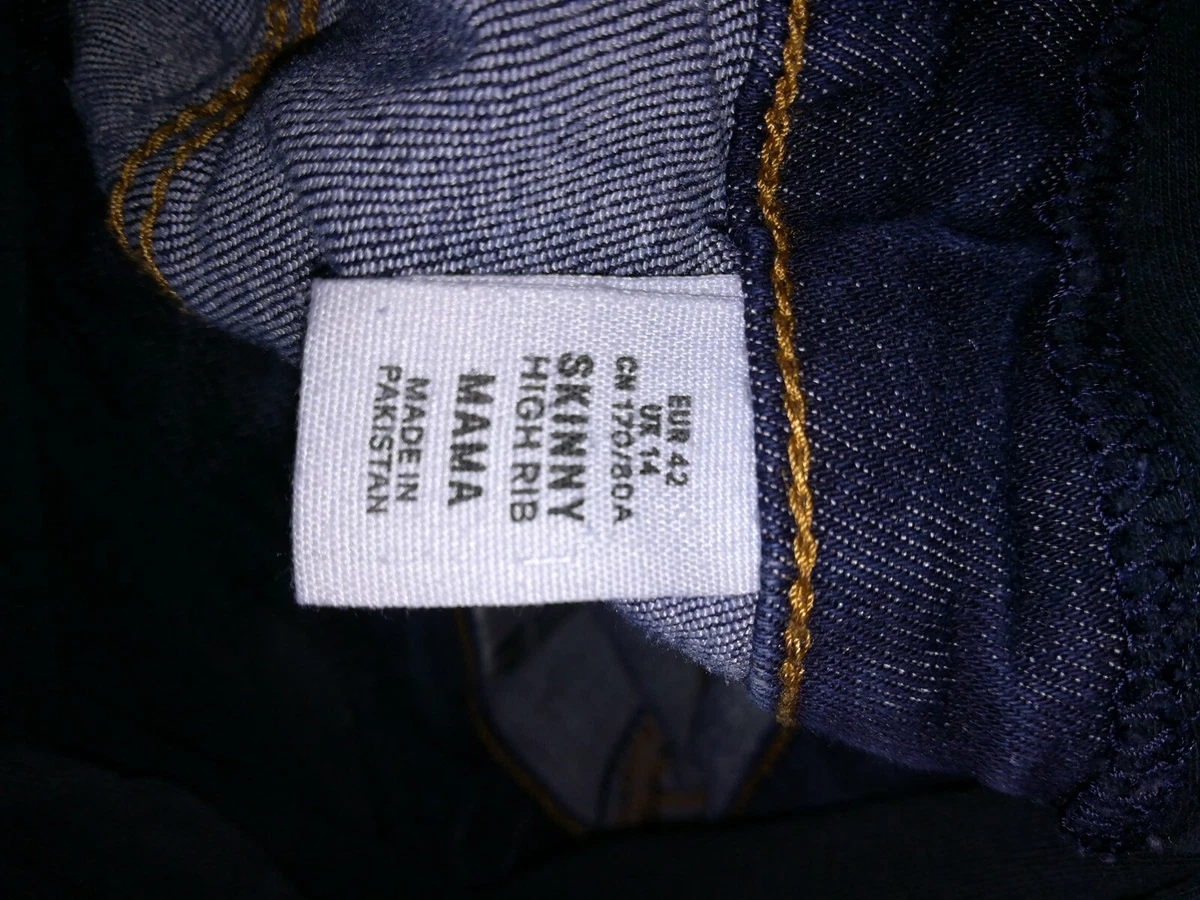 EUR 42
UK 14
CN 170/80A
SKINNY
HIGH RIB
MAMA
MADE IN
PAKISTAN